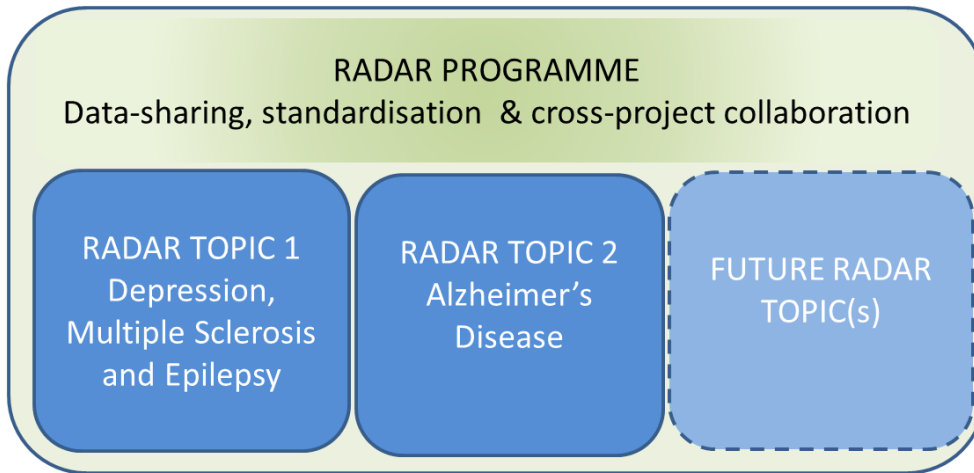 RADAR PROGRAMME
Data-sharing, standardisation & cross-project collaboration
RADAR TOPIC 1
Depression,
Multiple Sclerosis
and Epilepsy
RADAR TOPIC 2
Alzheimer’s
Disease
FUTURE RADAR
TOPIC(s)